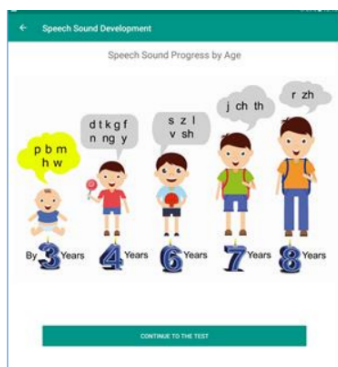 Speech Sound Development
Speech Sound Progress by Age
r zh
j ch th
s z l
v sh
d t k g f
n ng y
p b m
h w
By 3 Years 4 Years 6 Years 7 Years 8 Years
CONTINUE TO THE TEST